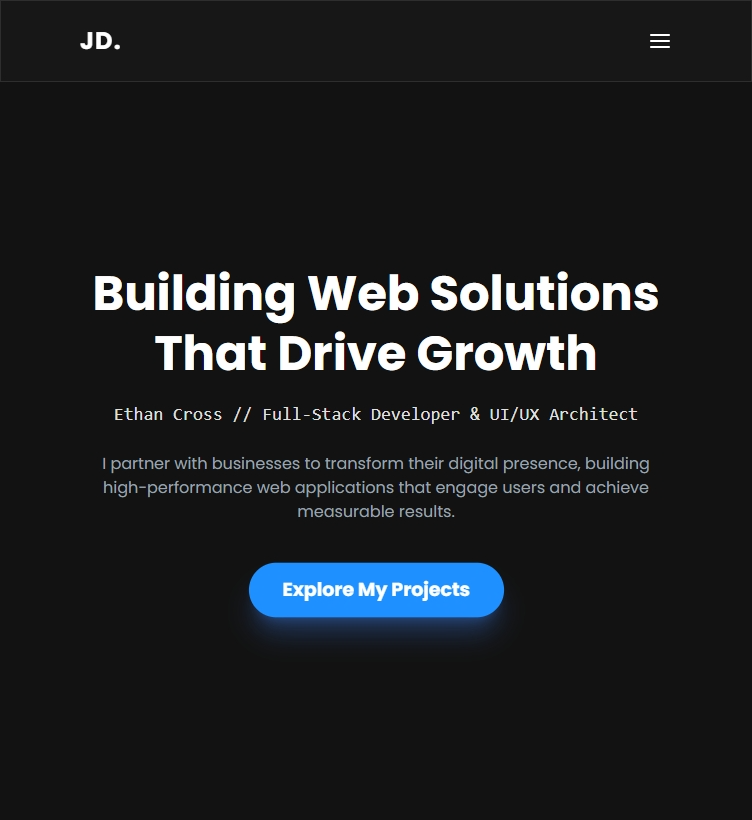 JD.
Building Web Solutions
That Drive Growth
Ethan Cross // Full-Stack Developer & UI/UX Architect
I partner with businesses to transform their digital presence, building
high-performance web applications that engage users and achieve
measurable results.
Explore My Projects